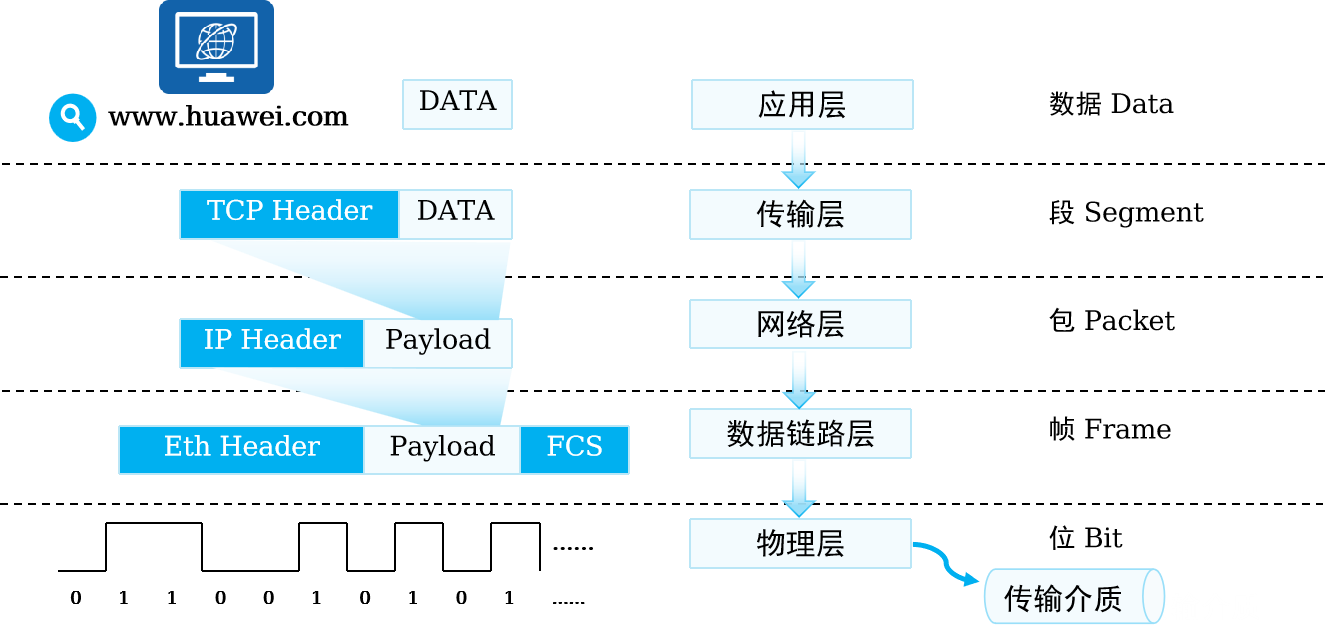 www.huawei.com
DATA
应用层
数据 Data
TCP Header
DATA
传输层
段 Segment
IP Header
Payload
网络层
包 Packet
Eth Header
Payload
FCS
数据链路层
帧 Frame
......
物理层
位 Bit
0 1 1 0 0 1 0 1 0 1 ......
传输介质